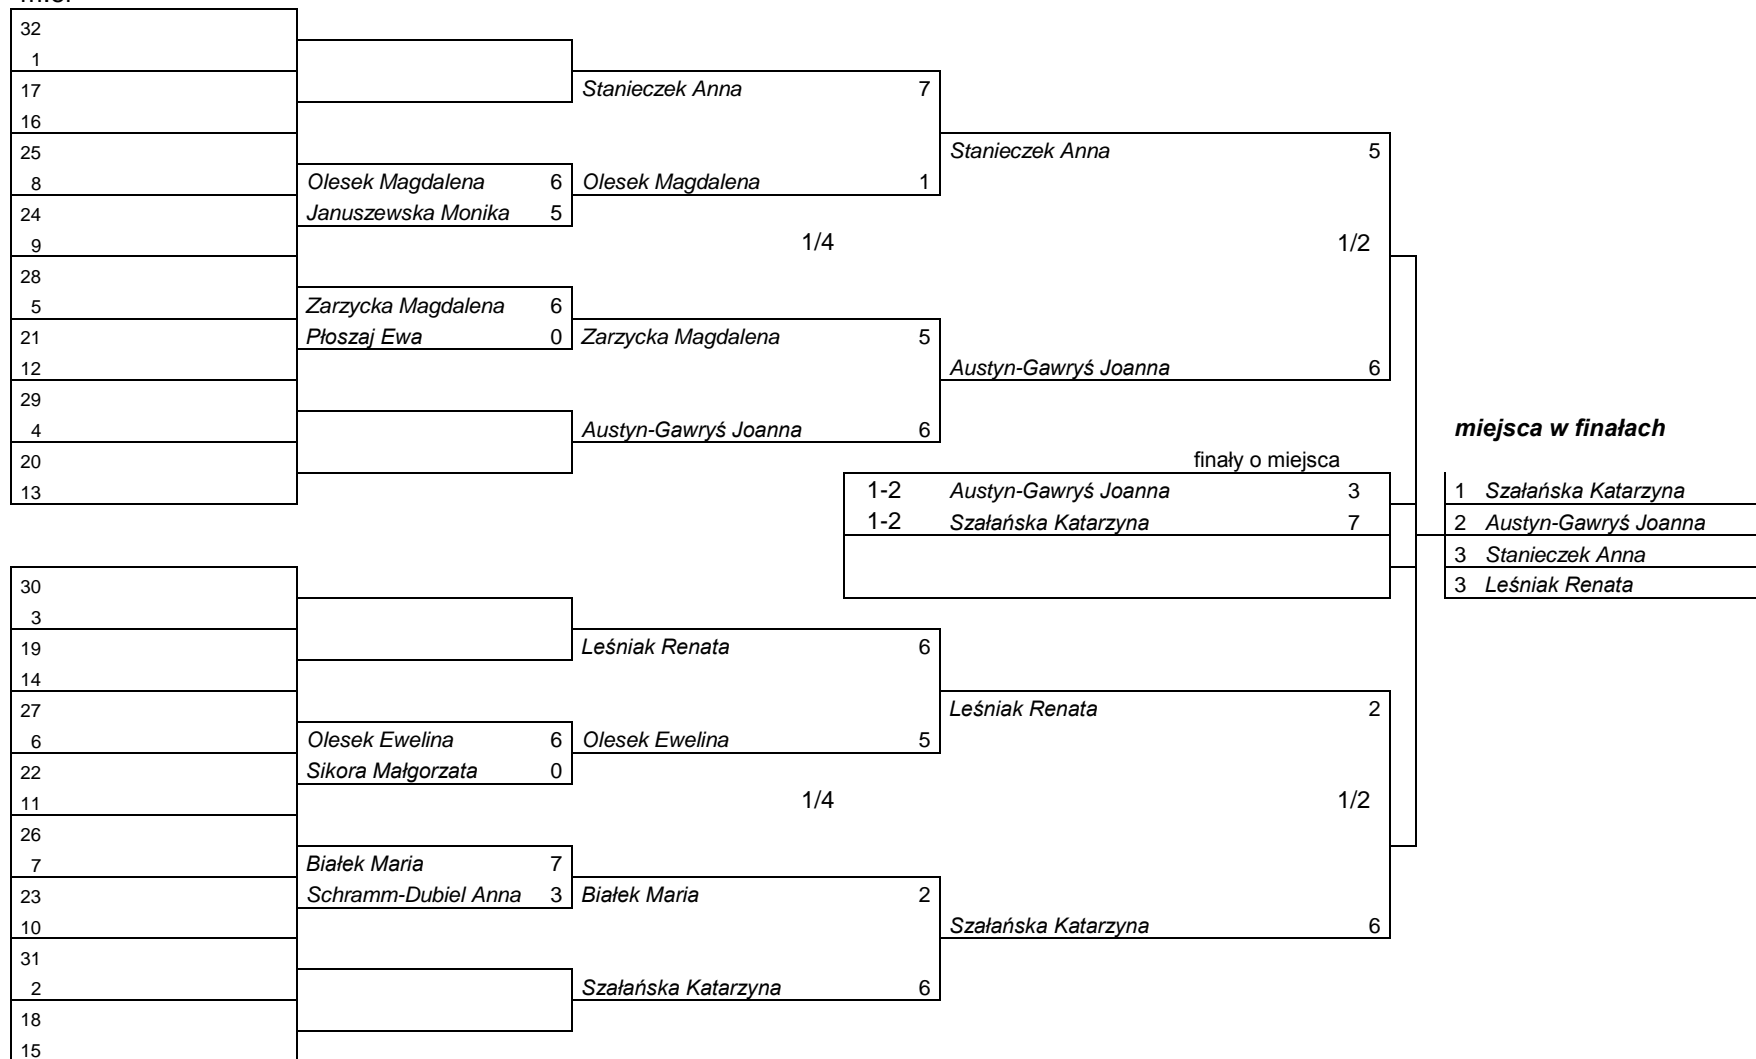 32
1
17 Stanieczek Anna 7
16
25 Stanieczek Anna 5
8 Olesek Magdalena 6 Olesek Magdalena 1
24 Januszewska Monika 5
9 1/4 1/2
28
5 Zarzycka Magdalena 6
21 Płoszaj Ewa 0 Zarzycka Magdalena 5
12 Austyn-Gawryś Joanna 6
29
4 Austyn-Gawryś Joanna 6 miejsca w finałach
20 finały o miejsca
13 1-2 Austyn-Gawryś Joanna 3 1 Szałańska Katarzyna
1-2 Szałańska Katarzyna 7 2 Austyn-Gawryś Joanna
3 Stanieczek Anna
30 3 Leśniak Renata
3
19 Leśniak Renata 6
14
27 Leśniak Renata 2
6 Olesek Ewelina 6 Olesek Ewelina 5
22 Sikora Małgorzata 0
11 1/4 1/2
26
7 Białek Maria 7
23 Schramm-Dubiel Anna 3 Białek Maria 2
10 Szałańska Katarzyna 6
31
2 Szałańska Katarzyna 6
18
15